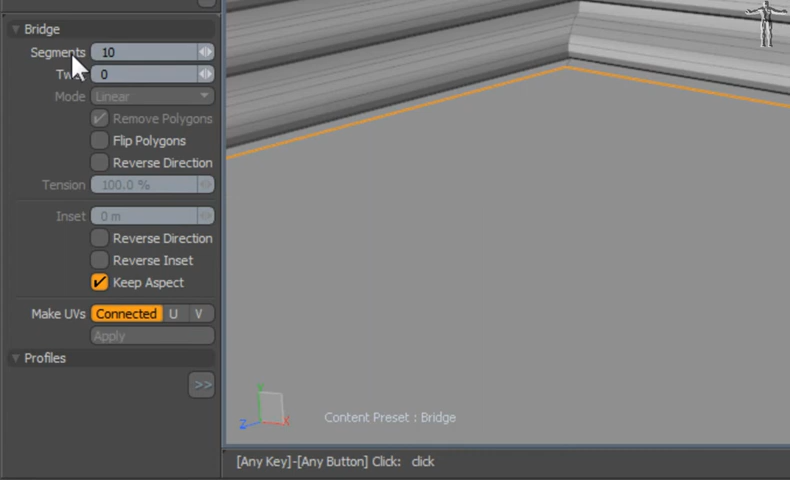 Bridge
Segments 10
0
Mode Linear
Remove Polygons
Flip Polygons
Reverse Direction
Tension 100.0 %
Inset 0 m
Reverse Direction
Reverse Inset
Keep Aspect
Make UVs Connected U V
Apply
Profiles
>>
Y
Z X
Content Preset : Bridge
[Any Key]-[Any Button] Click: click